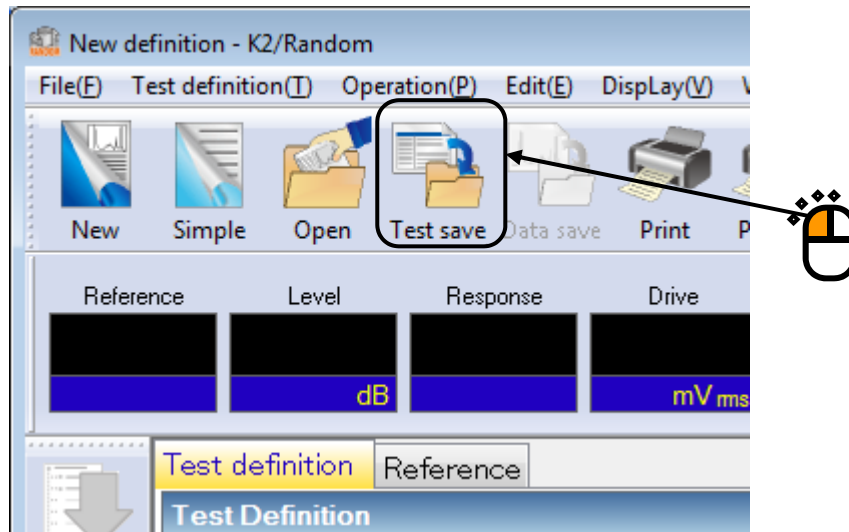 New definition - K2/Random
File(F) Test definition(T) Operation(P) Edit(E) DispLay(V)
New Simple Open Test save Data save Print P
Reference Level Response Drive
dB mV rms
Test definition Reference
Test Definition